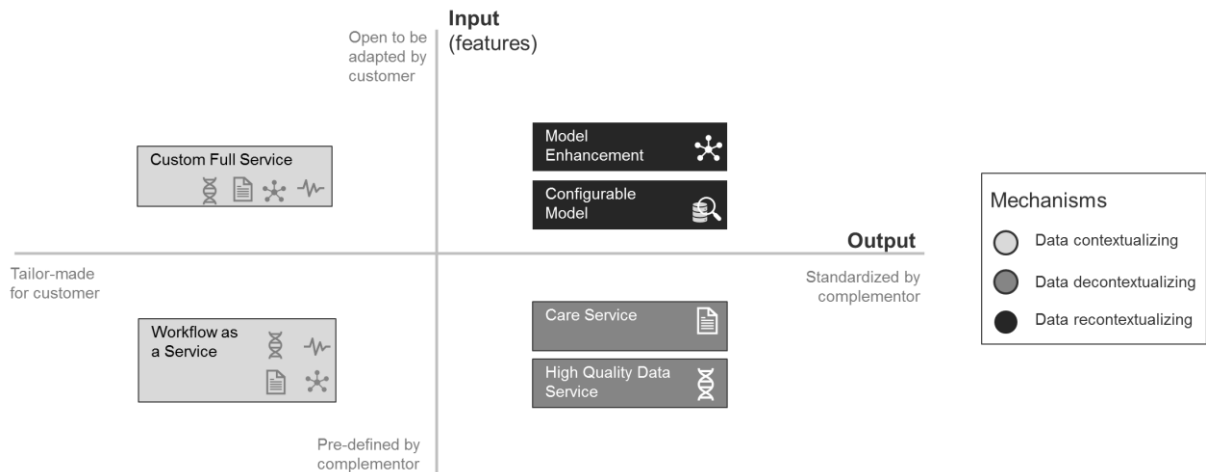 Input
(features)
Open to be
adapted by
customer
Custom Full Service
Model
Enhancement
Configurable
Model
Output
Tailor-made
for customer
Standardized by
complementor
Workflow as
a Service
Care Service
High Quality Data
Service
Pre-defined by
complementor
Mechanisms
Data contextualizing
Data decontextualizing
Data recontextualizing